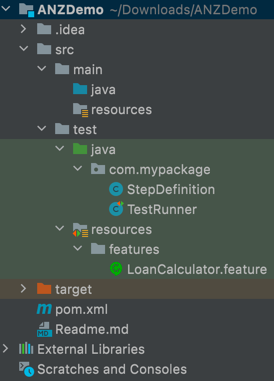 ANZDemo ~/Downloads/ANZDemo
.idea
src
main
java
resources
test
java
com.mypackage
StepDefinition
TestRunner
resources
features
LoanCalculator.feature
target
pom.xml
Readme.md
External Libraries
Scratches and Consoles